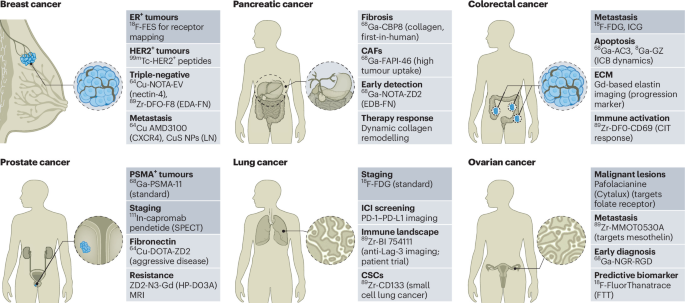 Breast cancer
ER⁺ tumours
¹⁸F-FES for receptor
mapping
HER2⁺ tumours
⁹⁹ᵐTc-HER2⁺ peptides
Triple-negative
⁶⁴Cu-NOTA-EV
(nectin-4),
⁸⁹Zr-DFO-F8 (EDA-FN)
Metastasis
⁶⁴Cu AMD3100
(CXCR4), CuS NPs (LN)
Pancreatic cancer
Fibrosis
⁶⁸Ga-CBP8 (collagen,
first-in-human)
CAFs
⁶⁸Ga-FAPI-46 (high
tumour uptake)
Early detection
⁶⁸Ga-NOTA-ZD2
(EDB-FN)
Therapy response
Dynamic collagen
remodelling
Colorectal cancer
Metastasis
¹⁸F-FDG, ICG
Apoptosis
⁶⁸Ga-AC3, ⁶⁸Ga-GZ
(ICB dynamics)
ECM
Gd-based elastin
imaging (progression
marker)
Immune activation
⁸⁹Zr-DFO-CD69 (CIT
response)
Prostate cancer
PSMA⁺ tumours
⁶⁸Ga-PSMA-11
(standard)
Staging
¹¹¹In-capromab
pendetide (SPECT)
Fibronectin
⁶⁴Cu-DOTA-ZD2
(aggressive disease)
Resistance
ZD2-N3-Gd (HP-DO3A)
MRI
Lung cancer
Staging
¹⁸F-FDG (standard)
ICI screening
PD-1–PD-L1 imaging
Immune landscape
⁸⁹Zr-BI 754111
(anti-Lag-3 imaging;
patient trial)
CSCs
⁸⁹Zr-CD133 (small
cell lung cancer)
Ovarian cancer
Malignant lesions
Pafolacianine
(Cytalux) (targets
folate receptor)
Metastasis
⁸⁹Zr-MMOT0530A
(targets mesothelin)
Early diagnosis
⁶⁸Ga-NGR-RGD
Predictive biomarker
¹⁸F-FluorThanatrace
(FTT)